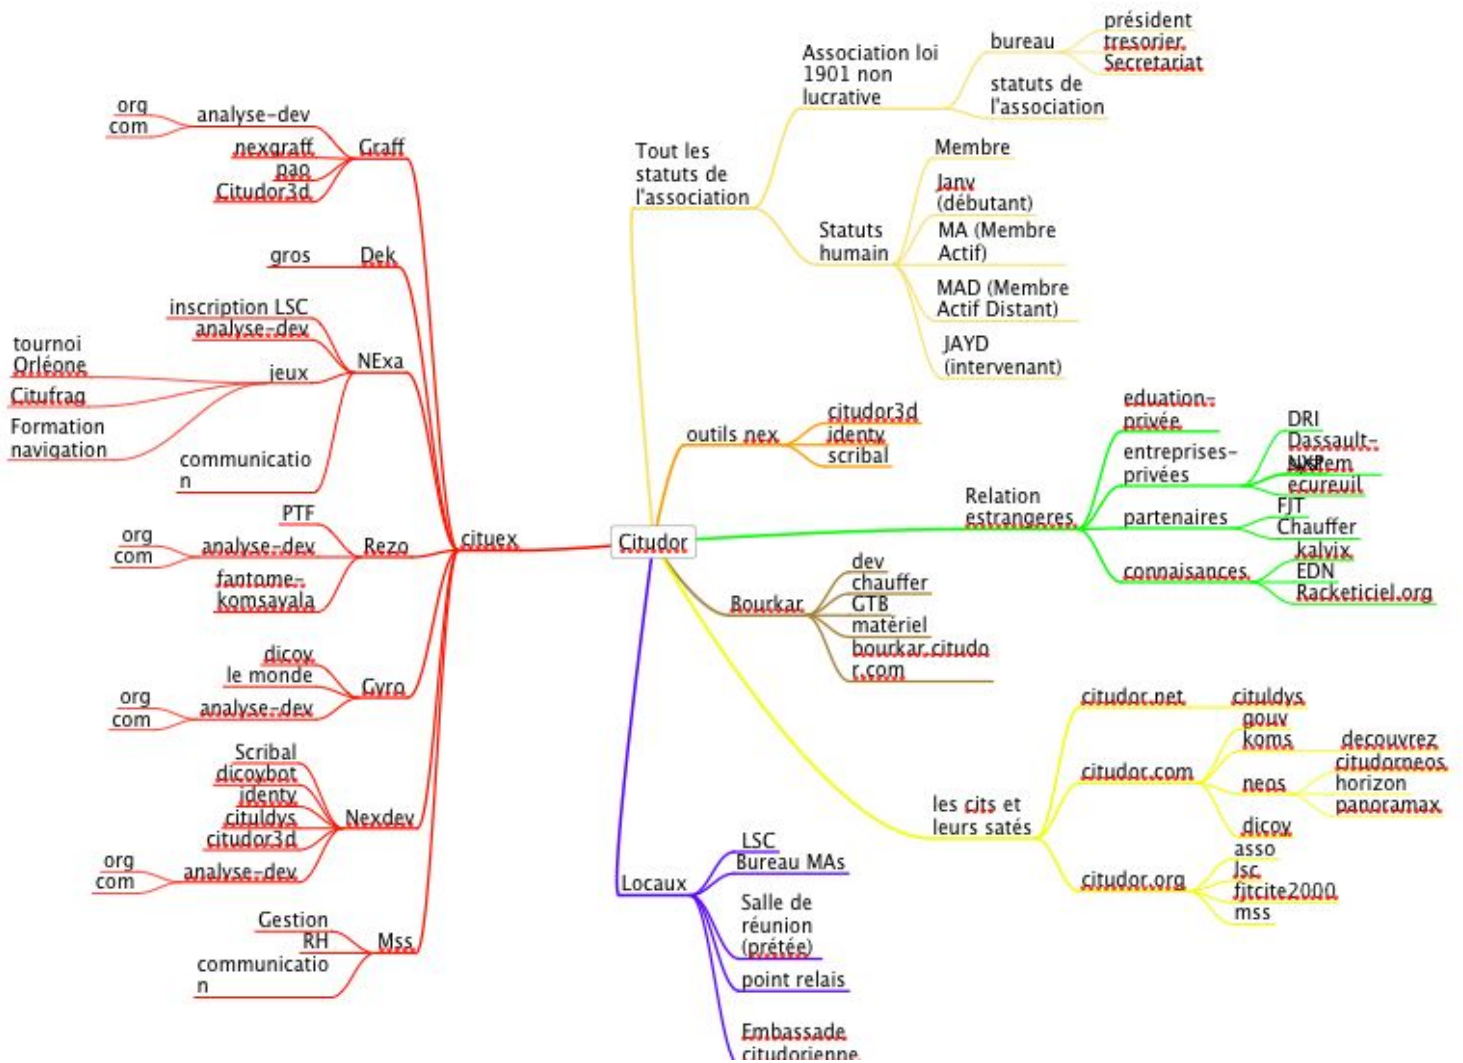 Citudor
Tout les
statuts de
l'association
Association loi
1901 non
lucrative
bureau
président
tresorier
Secretariat
statuts de
l'association
Statuts
humain
Membre
Janv
(débutant)
MA (Membre
Actif)
MAD (Membre
Actif Distant)
JAYD
(intervenant)
outils nex
citudor3d
identy
scribal
Relation
estrangeres
eduation-
privée
entreprises-
privées
DRI
Dassault-
ecureuil
partenaires
FJT
Chauffer
connaisances
kalvix
EDN
Racketiciel.org
Bourkar
dev
chauffer
GTB
matériel
bourkar.citudo
r.com
les cits et
leurs satés
citudor.net
cituldys
citudor.com
gouv
koms
decouvrez
neos
citudorneos
horizon
panoramax
dicoy
citudor.org
asso
lsc
fjtcite2000
mss
Locaux
LSC
Bureau MAs
Salle de
réunion
(prétée)
point relais
Embassade
citudorienne
cituex
Graff
analyse-dev
org
com
nexgraff
pao
Citudor3d
Dek
gros
NExa
inscription LSC
analyse-dev
jeux
tournoi
Orléone
Citufrag
Formation
navigation
communicatio
n
Rezo
PTF
analyse-dev
org
com
fantome-
komsavala
Gyro
dicoy
le monde
analyse-dev
org
com
Nexdev
Scribal
dicoybot
identy
cituldys
citudor3d
analyse-dev
org
com
Mss
Gestion
RH
communicatio
n